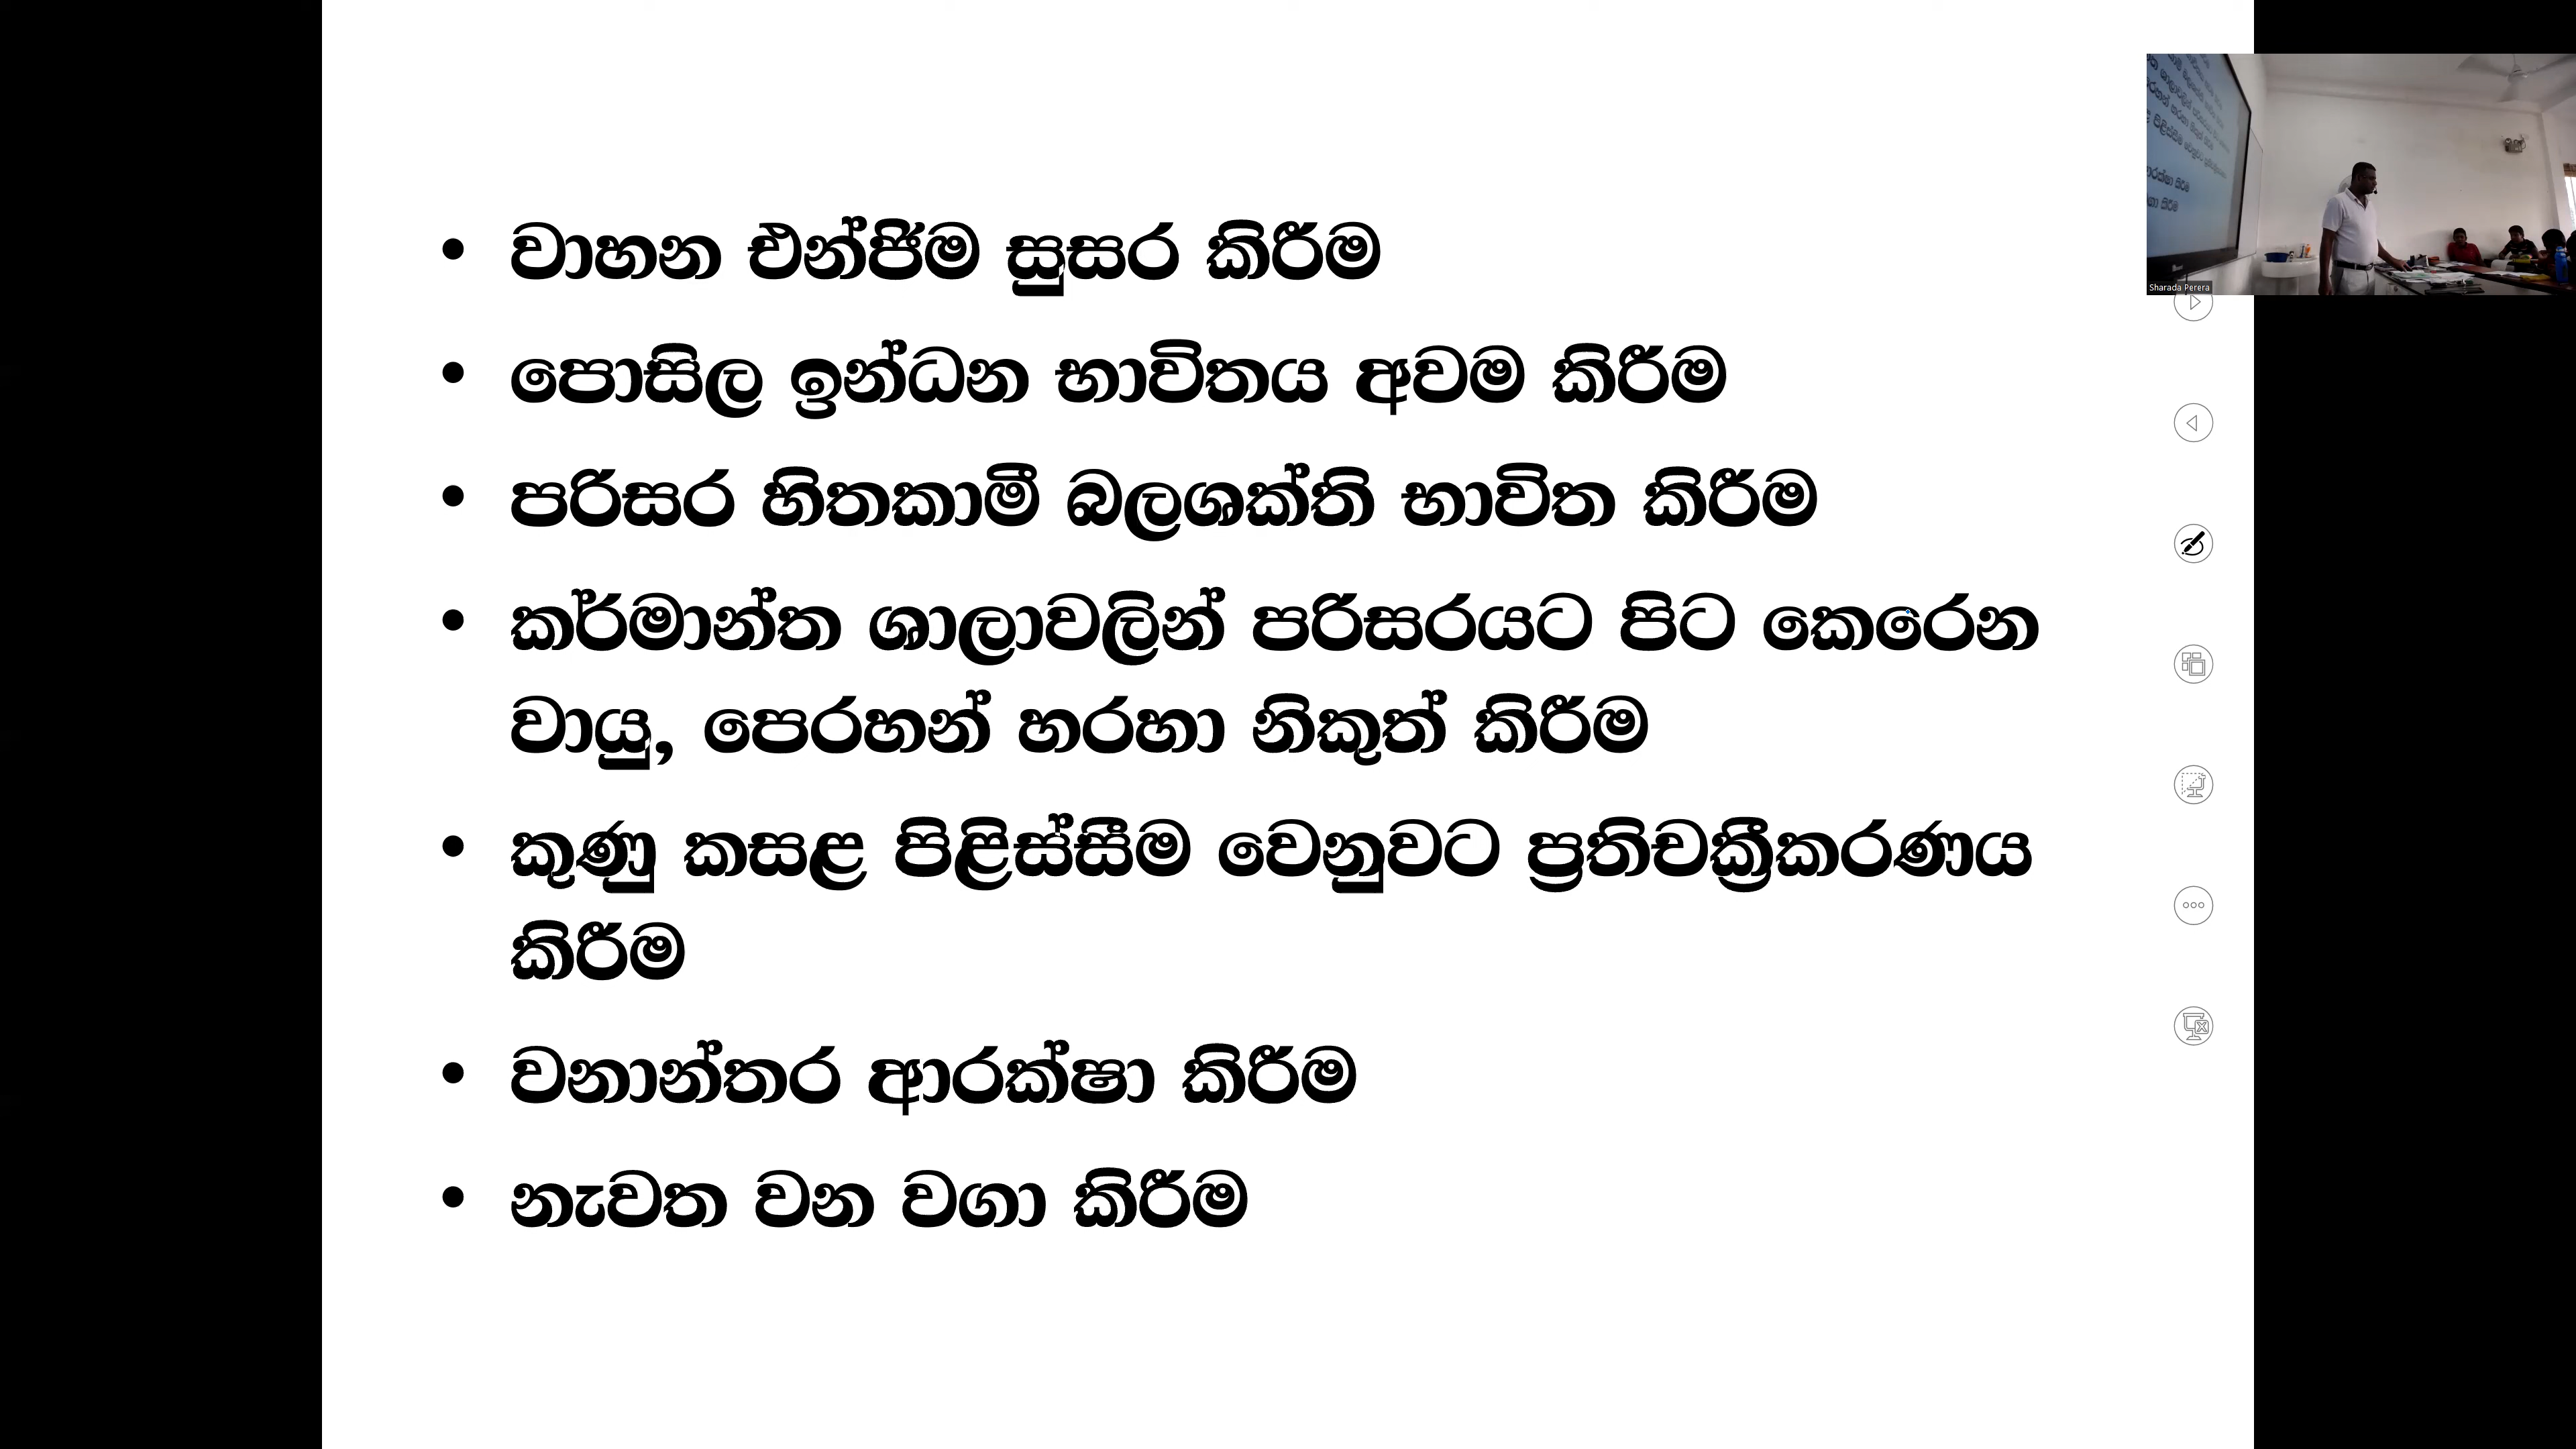 • වාහන එන්ජිම සුසර කිරීම
• පොසිල ඉන්ධන භාවිතය අවම කිරීම
• පරිසර හිතකාමී බලශක්ති භාවිත කිරීම
• කර්මාන්ත ශාලාවලින් පරිසරයට පිට කෙරෙන
වායු, පෙරහන් හරහා නිකුත් කිරීම
• කුණු කසළ පිළිස්සීම වෙනුවට ප්‍රතිචක්‍රීකරණය
කිරීම
• වනාන්තර ආරක්ෂා කිරීම
• නැවත වන වගා කිරීම
Sharada Perera